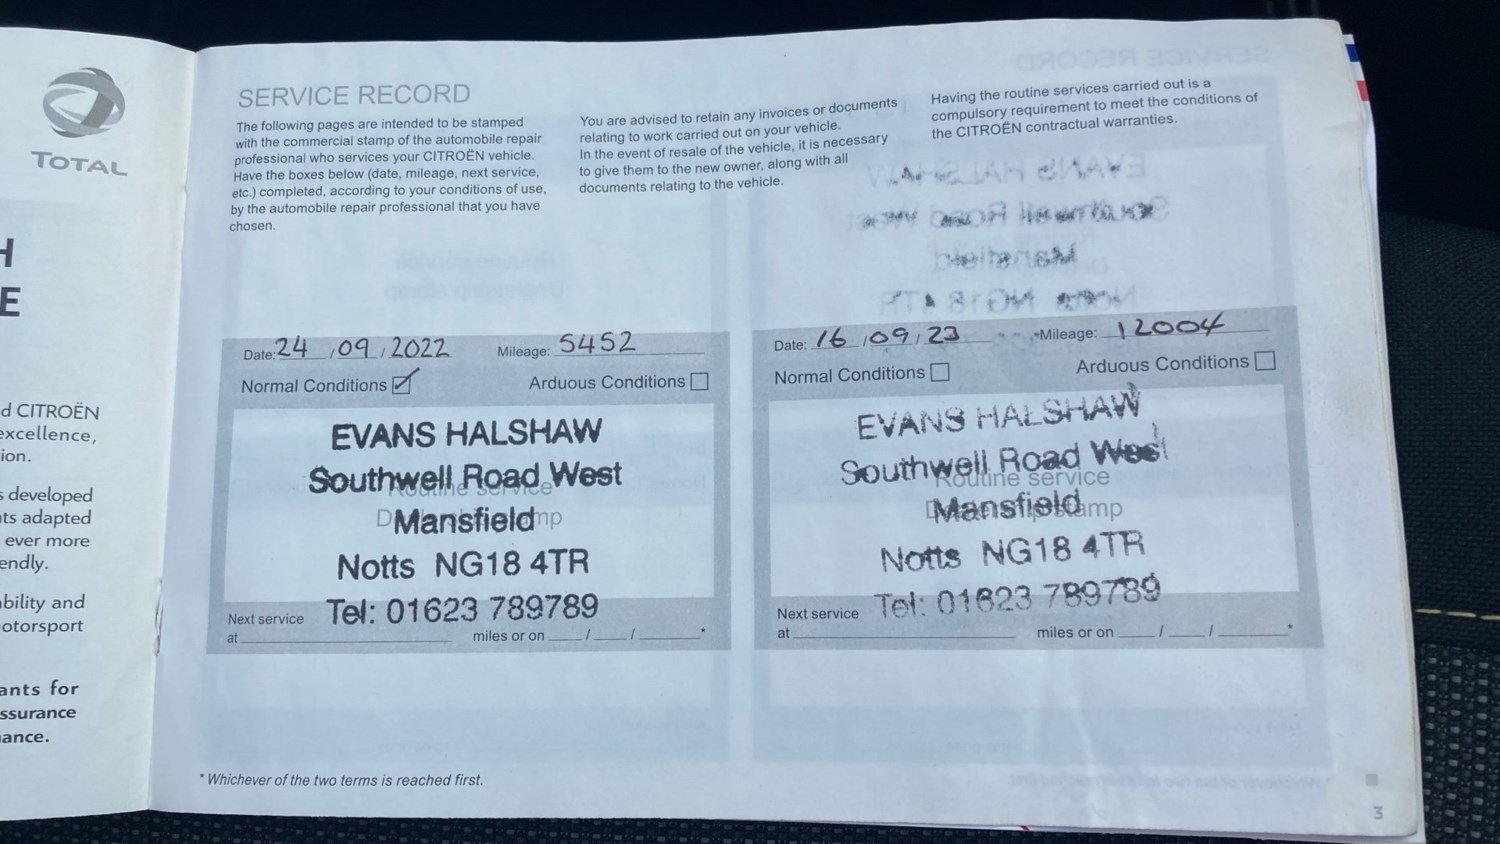 TOTAL
H
E
d CITROËN
excellence,
ion.
s developed
nts adapted
ever more
endly.
bility and
otorsport
ants for
ssurance
ance.
SERVICE RECORD
The following pages are intended to be stamped
with the commercial stamp of the automobile repair
professional who services your CITROËN vehicle.
Have the boxes below (date, mileage, next service,
etc.) completed, according to your conditions of use,
by the automobile repair professional that you have
chosen.
You are advised to retain any invoices or documents
relating to work carried out on your vehicle.
In the event of resale of the vehicle, it is necessary
to give them to the new owner, along with all
documents relating to the vehicle.
Having the routine services carried out is a
compulsory requirement to meet the conditions of
the CITROËN contractual warranties.
Date: 24 / 09 / 2022 Mileage: 5452
Normal Conditions Arduous Conditions
EVANS HALSHAW
Southwell Road West
Routine service
Mansfield
Notts NG18 4TR
Tel: 01623 789789
Next service
at miles or on / / *
Date: 16 / 09 / 23 Mileage: 12004
Normal Conditions Arduous Conditions
EVANS HALSHAW
Southwell Road West
Routine service
Mansfield
Notts NG18 4TR
Tel: 01623 789789
Next service
at miles or on / / *
* Whichever of the two terms is reached first.
3